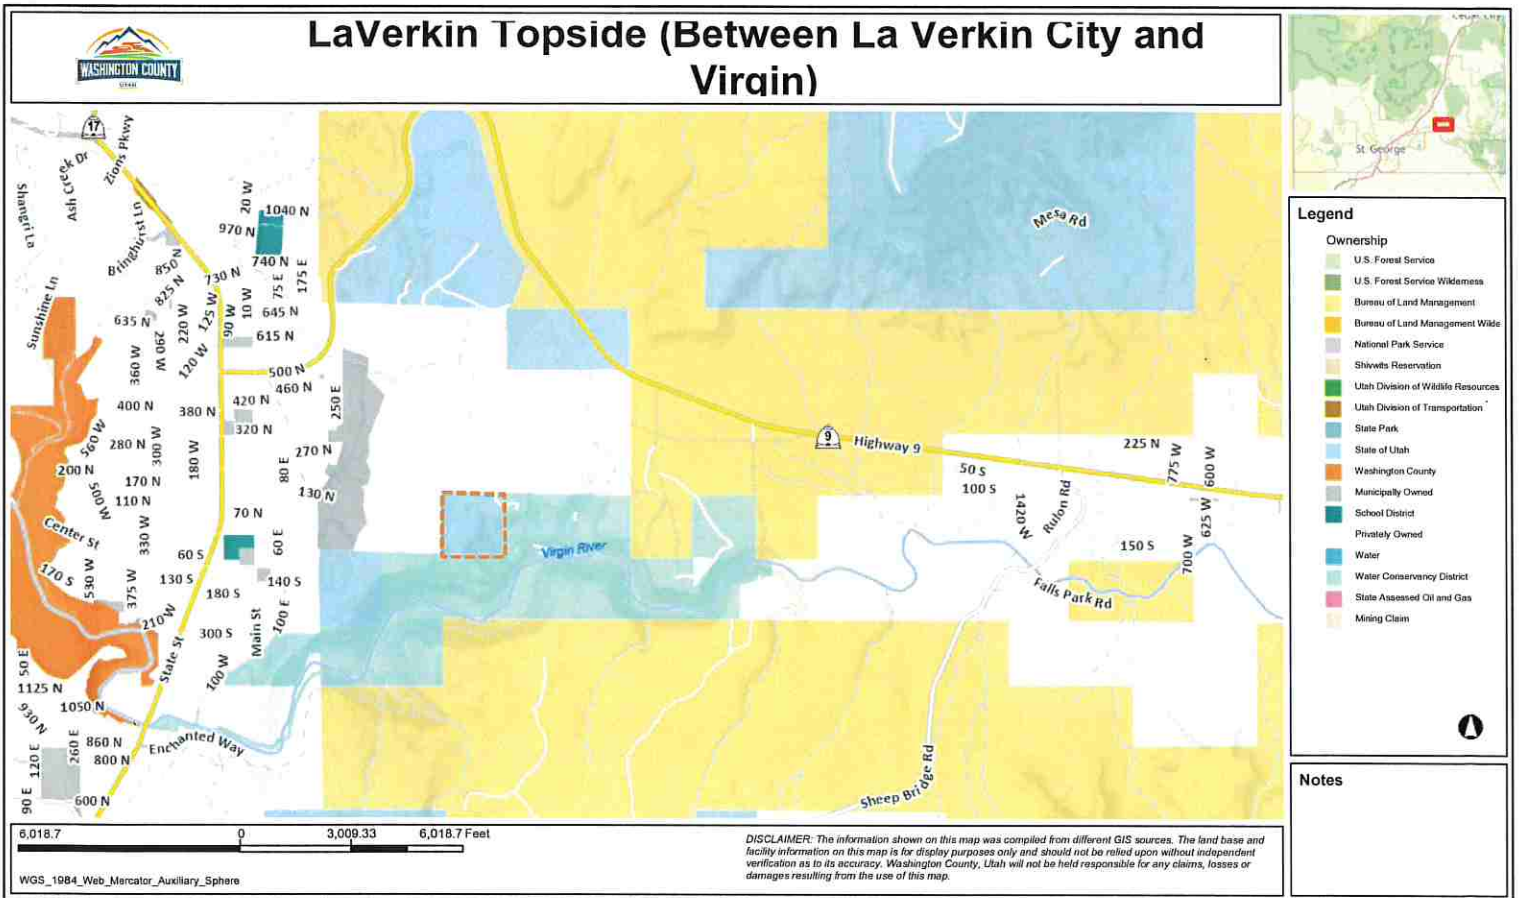 LaVerkin Topside (Between La Verkin City and
Virgin)
WASHINGTON COUNTY
UTAH
Cedar City
St. George
17
Zions Pkwy
Ash Creek Dr
Shangri La
Bringhurst Ln
Sunshine Ln
20 W
1040 N
970 N
740 N
850 N
730 N
825 N
75 E
175 E
125 W
10 W
90 W
220 W
645 N
635 N
615 N
290 W
360 W
120 W
500 N
460 N
250 E
420 N
400 N
380 N
320 N
560 W
280 N
300 W
180 W
270 N
80 E
200 N
170 N
500 W
110 N
130 N
70 N
Center St
330 W
60 S
60 E
170 S
530 W
375 W
130 S
140 S
180 S
210 W
300 S
Main St
100 E
State St
100 W
50 E
1125 N
1050 N
930 N
860 N
Enchanted Way
260 E
120 E
800 N
90 E
600 N
Mesa Rd
9
Highway 9
225 N
50 S
100 S
775 W
600 W
1420 W
Rulon Rd
625 W
150 S
700 W
Virgin River
Falls Park Rd
Sheep Bridge Rd
Legend
Ownership
U.S. Forest Service
U.S. Forest Service Wilderness
Bureau of Land Management
Bureau of Land Management Wilde
National Park Service
Shivwits Reservation
Utah Division of Wildlife Resources
Utah Division of Transportation
State Park
State of Utah
Washington County
Municipally Owned
School District
Privately Owned
Water
Water Conservancy District
State Assessed Oil and Gas
Mining Claim
Notes
6,018.7 0 3,009.33 6,018.7 Feet
WGS_1984_Web_Mercator_Auxiliary_Sphere
DISCLAIMER: The information shown on this map was compiled from different GIS sources. The land base and
facility information on this map is for display purposes only and should not be relied upon without independent
verification as to its accuracy. Washington County, Utah will not be held responsible for any claims, losses or
damages resulting from the use of this map.